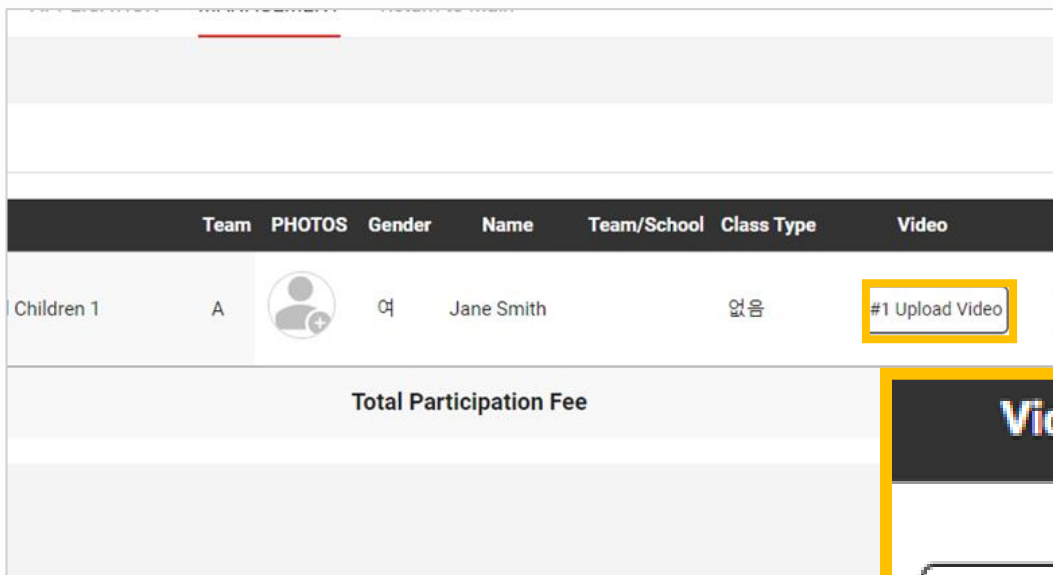 Team PHOTOS Gender Name Team/School Class Type Video
Children 1 A 여 Jane Smith 없음 #1 Upload Video
Total Participation Fee